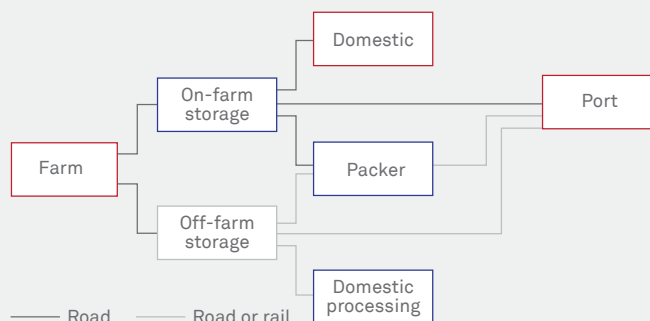 Domestic
On-farm
storage
Port
Farm
Packer
Off-farm
storage
Domestic
processing
Road
Road or rail